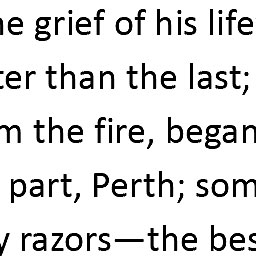 he grief of his life
ter than the last;
m the fire, began
part, Perth; som
y razors—the bes